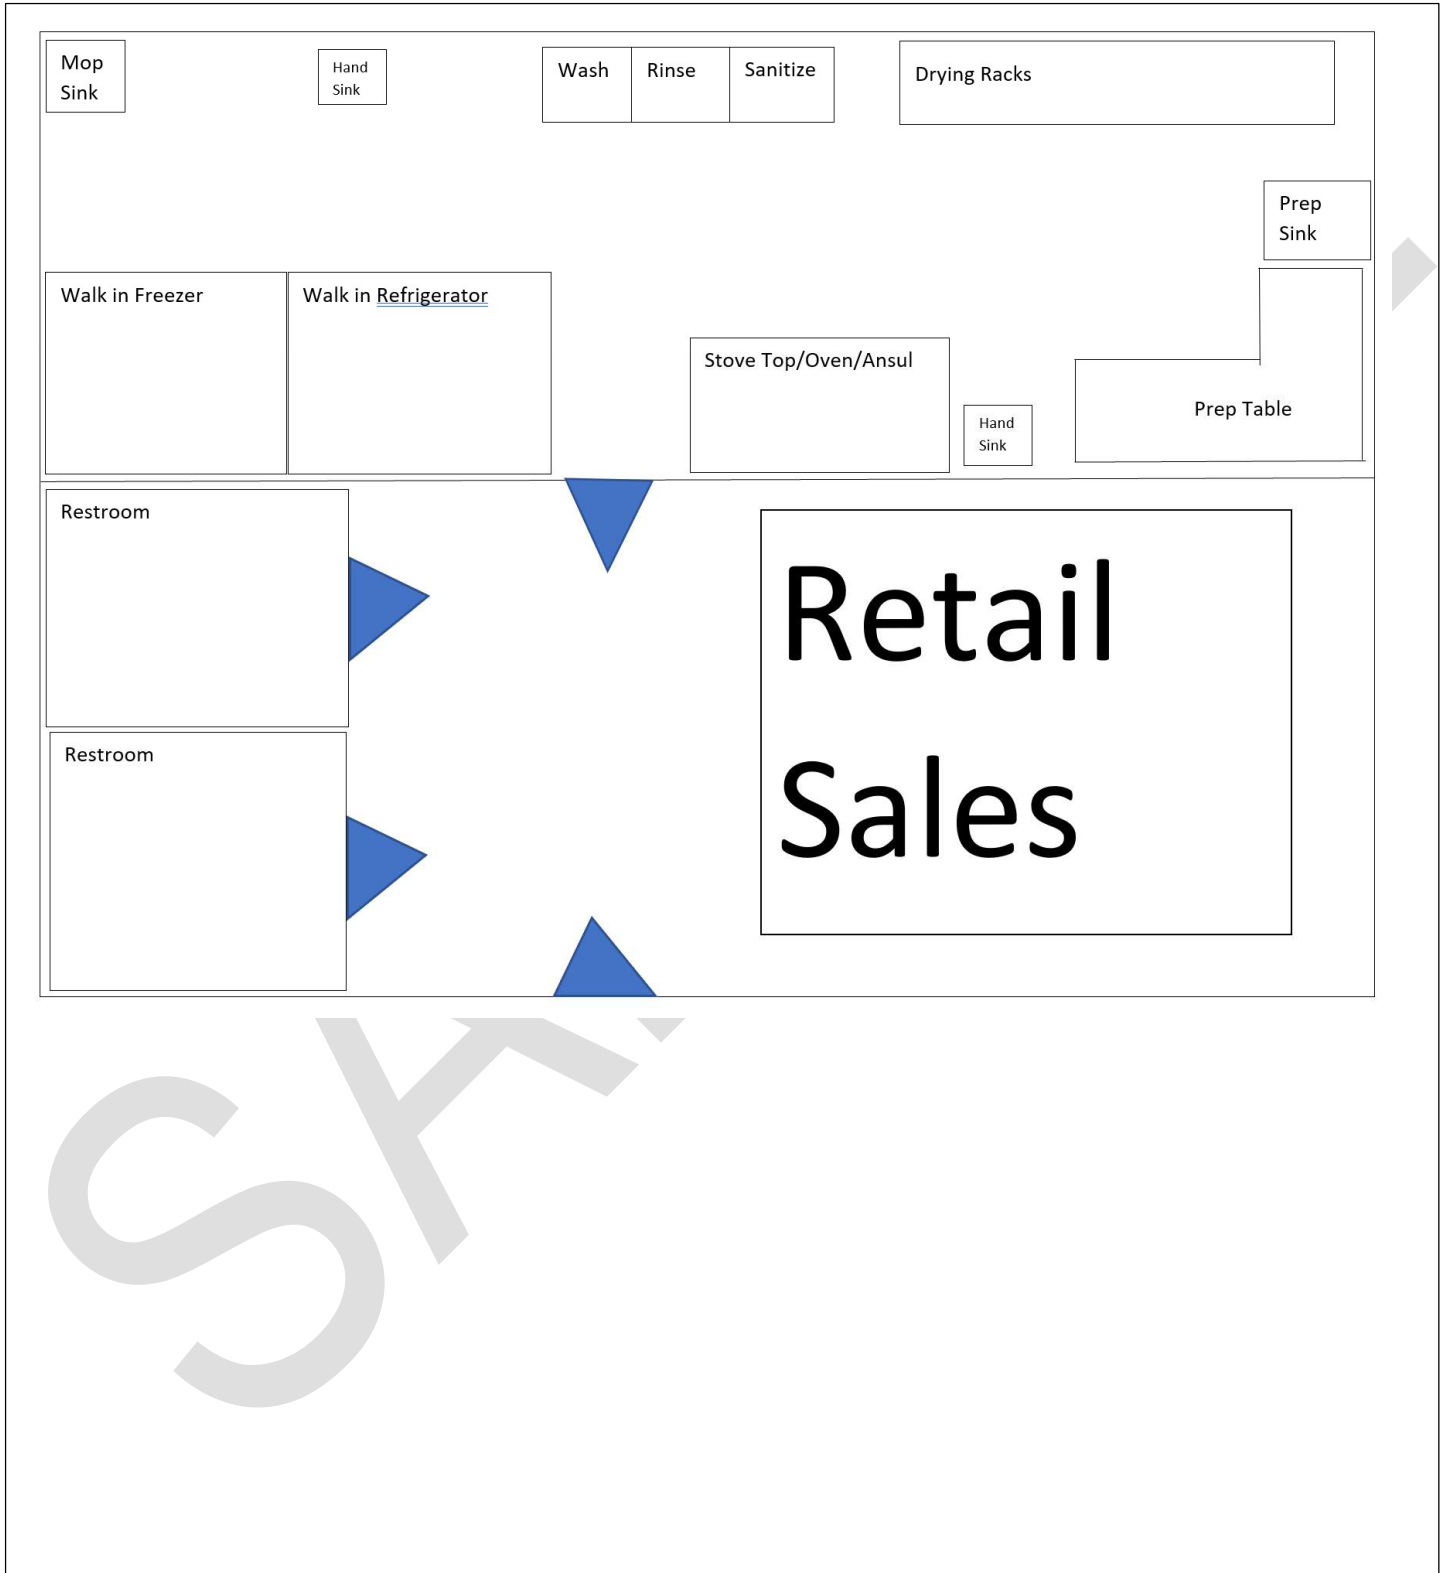 Mop
Sink
Hand
Sink
Wash
Rinse
Sanitize
Drying Racks
Prep
Sink
Walk in Freezer
Walk in Refrigerator
Stove Top/Oven/Ansul
Hand
Sink
Prep Table
Restroom
Retail
Sales
Restroom
SA